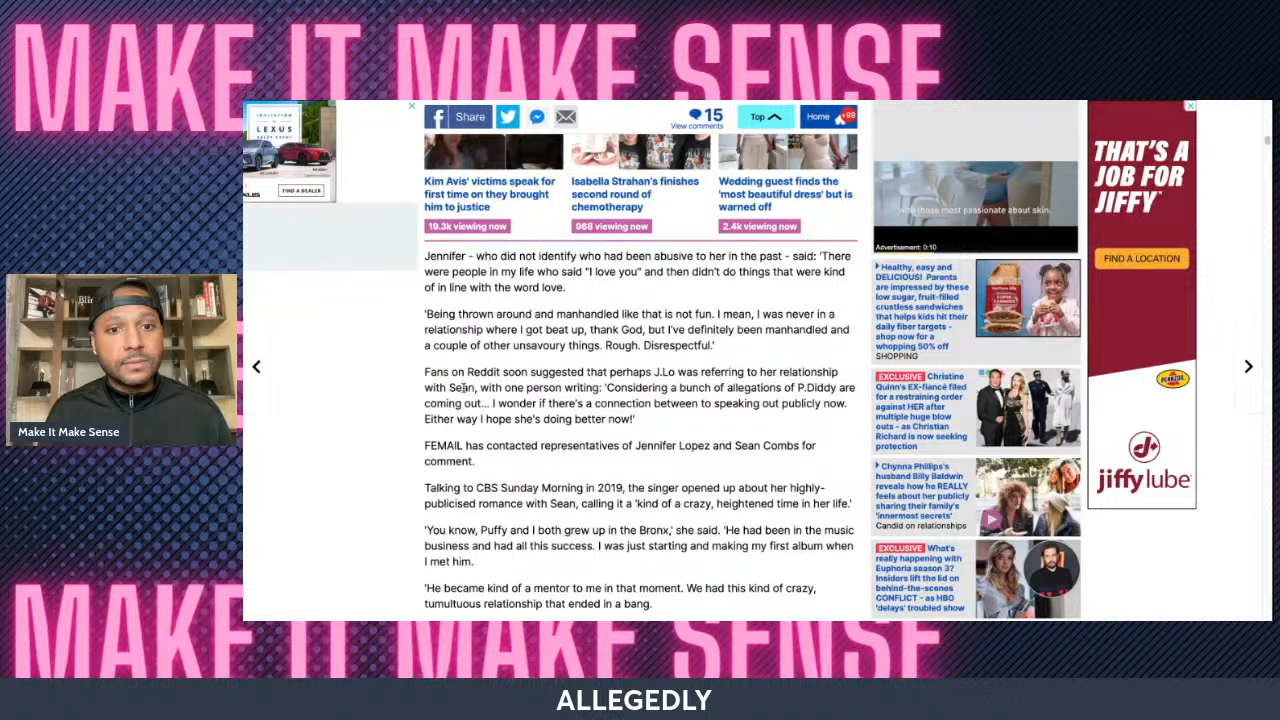 MAKE IT MAKE SENSE
INVITATION
TO
LEXUS
SALES EVENT
FIND A DEALER
Share
15
View comments
Top
Home
99
Kim Avis' victims speak for
first time on they brought
him to justice
19.3k viewing now
Isabella Strahan's finishes
second round of
chemotherapy
968 viewing now
Wedding guest finds the
'most beautiful dress' but is
warned off
2.4k viewing now
Jennifer - who did not identify who had been abusive to her in the past - said: 'There
were people in my life who said "I love you" and then didn't do things that were kind
of in line with the word love.
'Being thrown around and manhandled like that is not fun. I mean, I was never in a
relationship where I got beat up, thank God, but I've definitely been manhandled and
a couple of other unsavoury things. Rough. Disrespectful.'
Fans on Reddit soon suggested that perhaps J.Lo was referring to her relationship
with Sean, with one person writing: 'Considering a bunch of allegations of P.Diddy are
coming out... I wonder if there's a connection between to speaking out publicly now.
Either way I hope she's doing better now!'
FEMAIL has contacted representatives of Jennifer Lopez and Sean Combs for
comment.
Talking to CBS Sunday Morning in 2019, the singer opened up about her highly-
publicised romance with Sean, calling it a 'kind of a crazy, heightened time in her life.'
'You know, Puffy and I both grew up in the Bronx,' she said. 'He had been in the music
business and had all this success. I was just starting and making my first album when
I met him.
'He became kind of a mentor to me in that moment. We had this kind of crazy,
tumultuous relationship that ended in a bang.
with those most passionate about skin.
Advertisement: 0:10
Healthy, easy and
DELICIOUS! Parents
are impressed by these
low sugar, fruit-filled
crustless sandwiches
that helps kids hit their
daily fiber targets -
shop now for a
whopping 50% off
SHOPPING
EXCLUSIVE Christine
Quinn's EX-fiancé filed
for a restraining order
against HER after
multiple huge blow
outs - as Christian
Richard is now seeking
protection
Chynna Phillips's
husband Billy Baldwin
reveals how he REALLY
feels about her publicly
sharing their family's
'innermost secrets'
Candid on relationships
EXCLUSIVE What's
really happening with
Euphoria season 3?
Insiders lift the lid on
behind-the-scenes
CONFLICT - as HBO
'delays' troubled show
THAT'S A
JOB FOR
JIFFY
FIND A LOCATION
PENNZOIL
jiffy lube
Make It Make Sense
MAKE IT MAKE SENSE
ALLEGEDLY